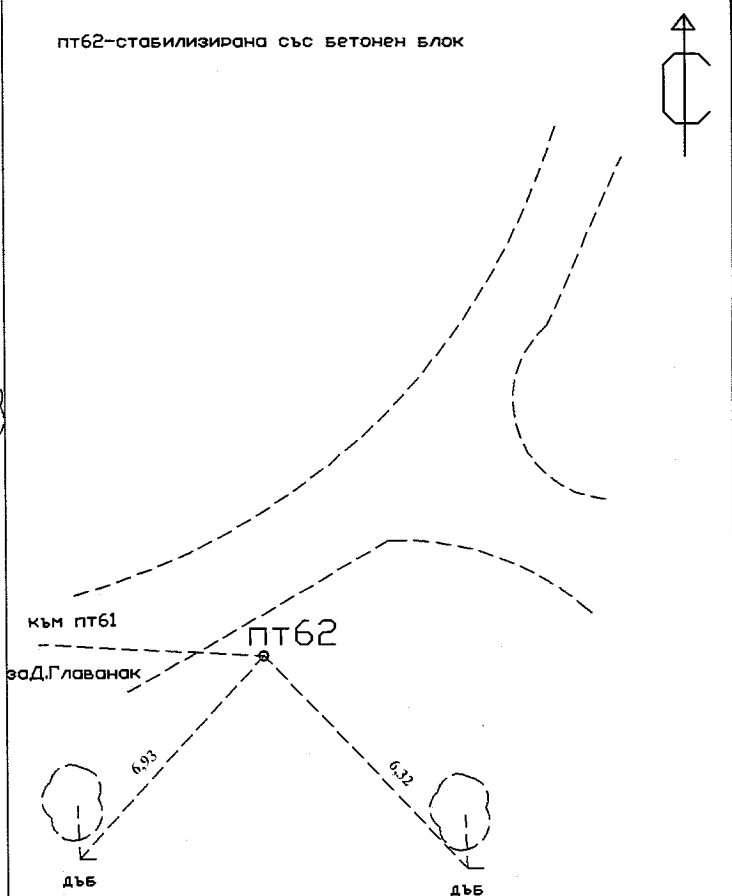 пт62-стабилизирана със бетонен блок
С
към пт61
пт62
заД.Главанак
6,93
6,32
дъб
дъб